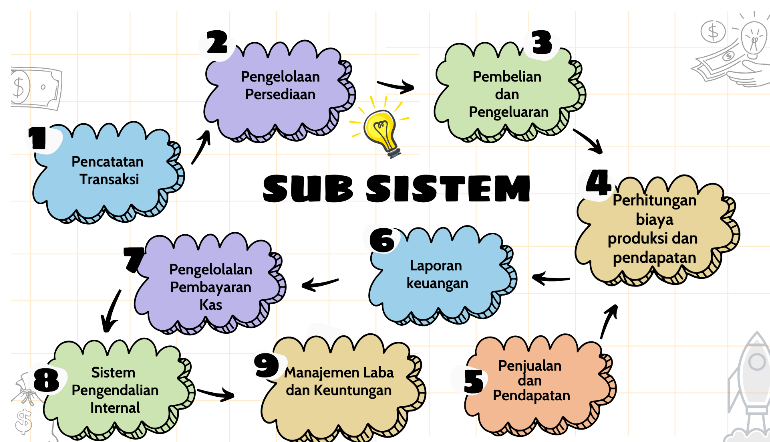 SUB SISTEM
1
Pencatatan
Transaksi
2
Pengelolaan
Persediaan
3
Pembelian
dan
Pengeluaran
4
Perhitungan
biaya
produksi dan
pendapatan
5
Penjualan
dan
Pendapatan
6
Laporan
keuangan
7
Pengelolalan
Pembayaran
Kas
8
Sistem
Pengendalian
Internal
9
Manajemen Laba
dan Keuntungan